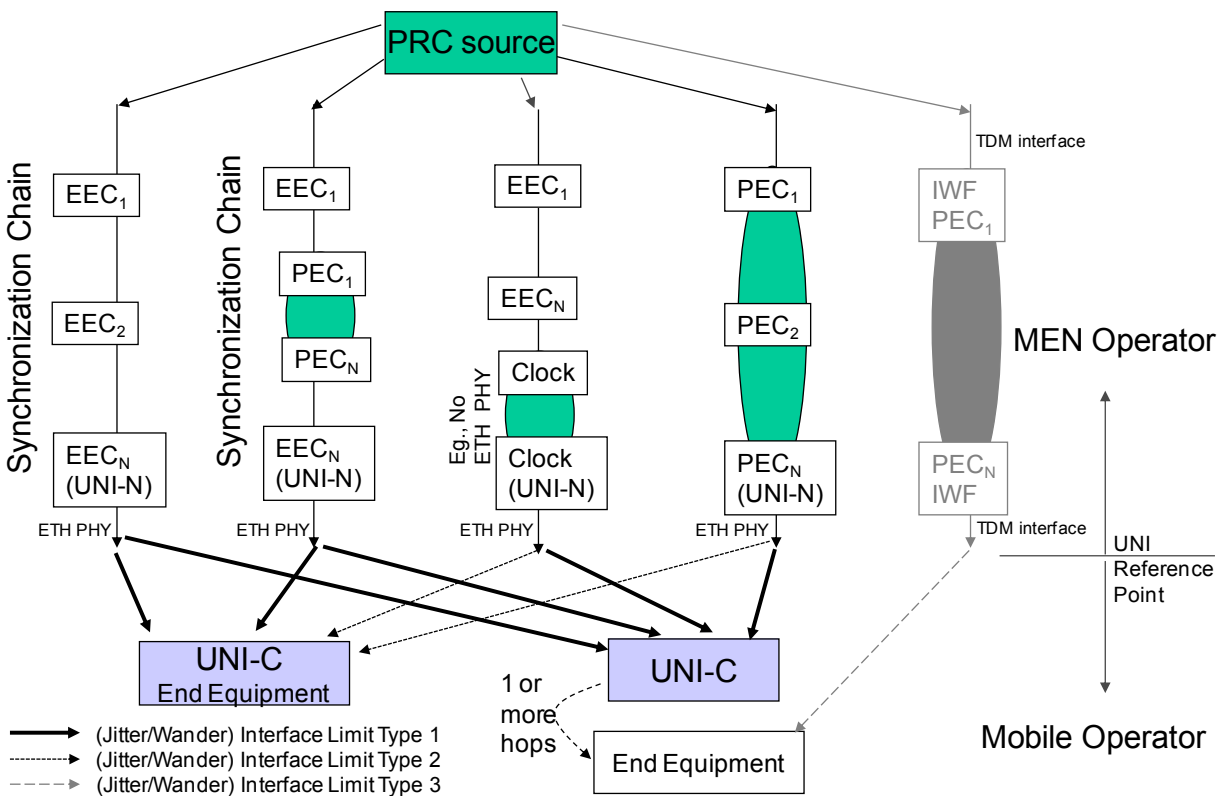 PRC source
TDM interface
Synchronization Chain
EEC₁
EEC₂
EECN
(UNI-N)
ETH PHY
Synchronization Chain
EEC₁
PEC₁
PECN
EECN
(UNI-N)
ETH PHY
EEC₁
EECN
Clock
Eg., No
ETH PHY
Clock
(UNI-N)
PEC₁
PEC₂
PECN
(UNI-N)
ETH PHY
IWF
PEC₁
PECN
IWF
TDM interface
MEN Operator
UNI
Reference
Point
Mobile Operator
UNI-C
End Equipment
UNI-C
1 or
more
hops
End Equipment
(Jitter/Wander) Interface Limit Type 1
(Jitter/Wander) Interface Limit Type 2
(Jitter/Wander) Interface Limit Type 3